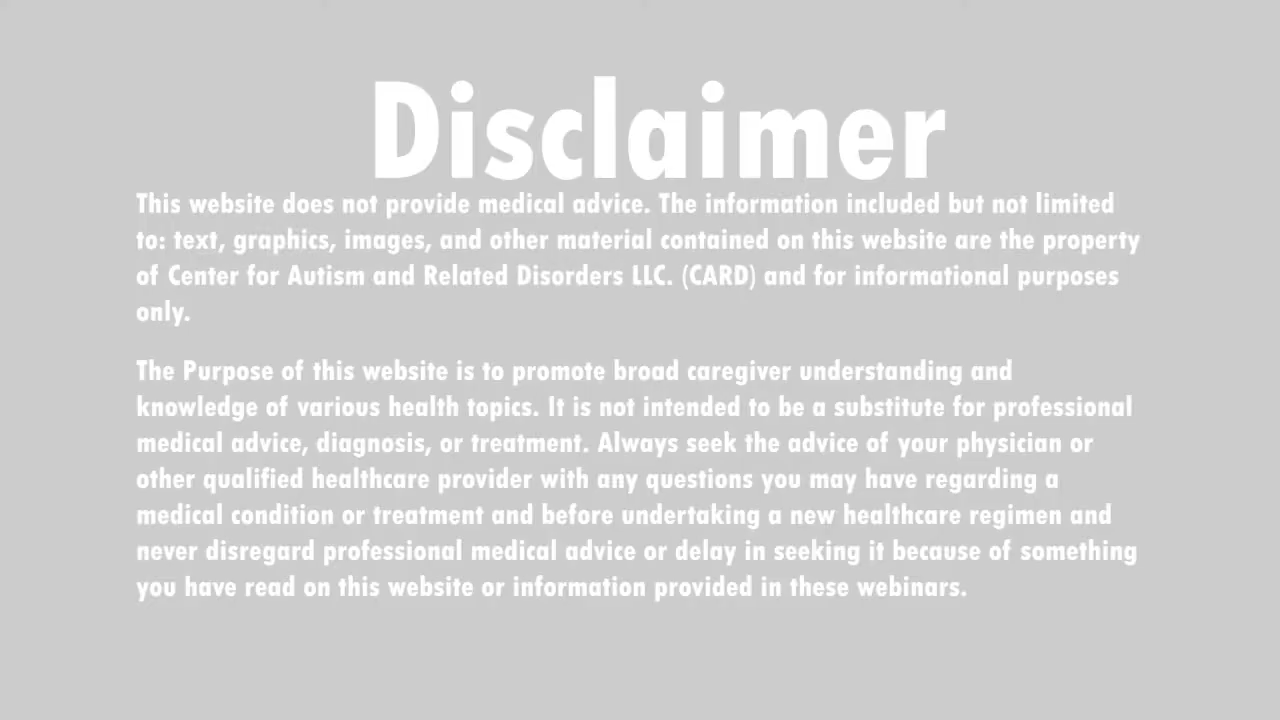 Disclaimer
This website does not provide medical advice. The information included but not limited
to: text, graphics, images, and other material contained on this website are the property
of Center for Autism and Related Disorders LLC. (CARD) and for informational purposes
only.
The Purpose of this website is to promote broad caregiver understanding and
knowledge of various health topics. It is not intended to be a substitute for professional
medical advice, diagnosis, or treatment. Always seek the advice of your physician or
other qualified healthcare provider with any questions you may have regarding a
medical condition or treatment and before undertaking a new healthcare regimen and
never disregard professional medical advice or delay in seeking it because of something
you have read on this website or information provided in these webinars.